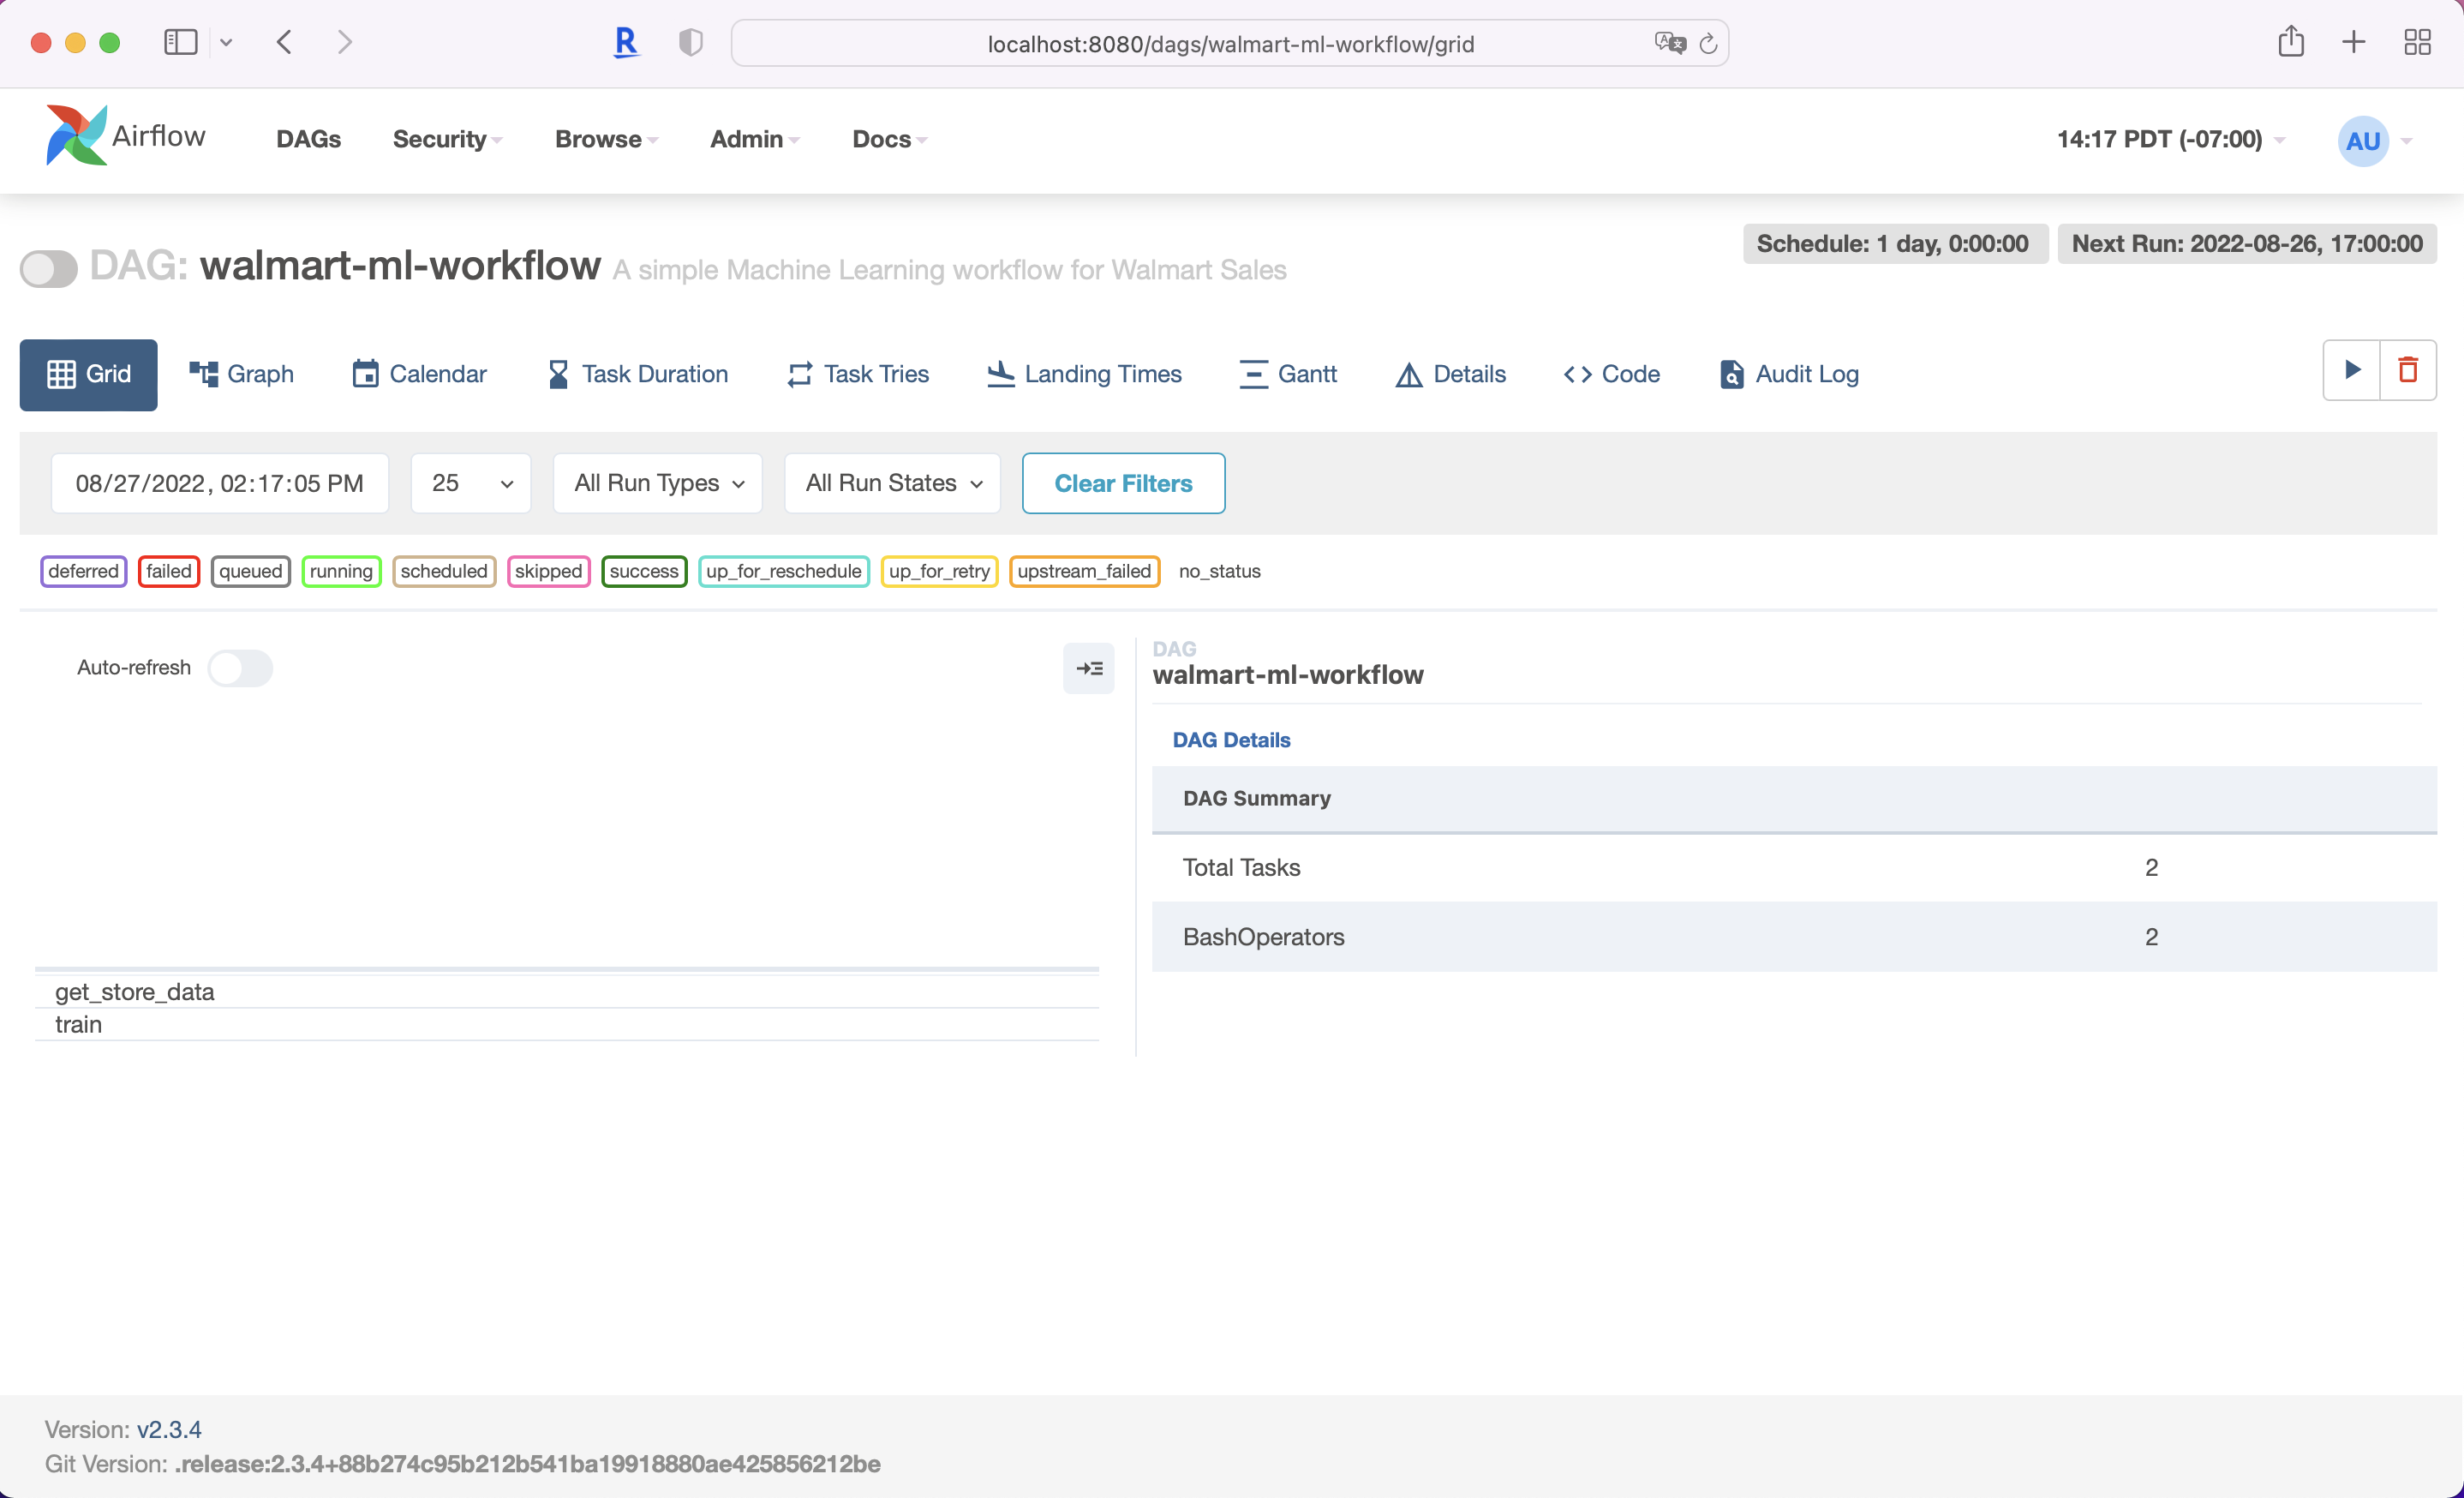 localhost:8080/dags/walmart-ml-workflow/grid
Airflow
DAGs
Security
Browse
Admin
Docs
14:17 PDT (-07:00)
AU
DAG: walmart-ml-workflow A simple Machine Learning workflow for Walmart Sales
Schedule: 1 day, 0:00:00
Next Run: 2022-08-26, 17:00:00
Grid
Graph
Calendar
Task Duration
Task Tries
Landing Times
Gantt
Details
Code
Audit Log
08/27/2022, 02:17:05 PM
25
All Run Types
All Run States
Clear Filters
deferred
failed
queued
running
scheduled
skipped
success
up_for_reschedule
up_for_retry
upstream_failed
no_status
Auto-refresh
get_store_data
train
DAG
walmart-ml-workflow
DAG Details
DAG Summary
Total Tasks 2
BashOperators 2
Version: v2.3.4
Git Version: .release:2.3.4+88b274c95b212b541ba19918880ae425856212be